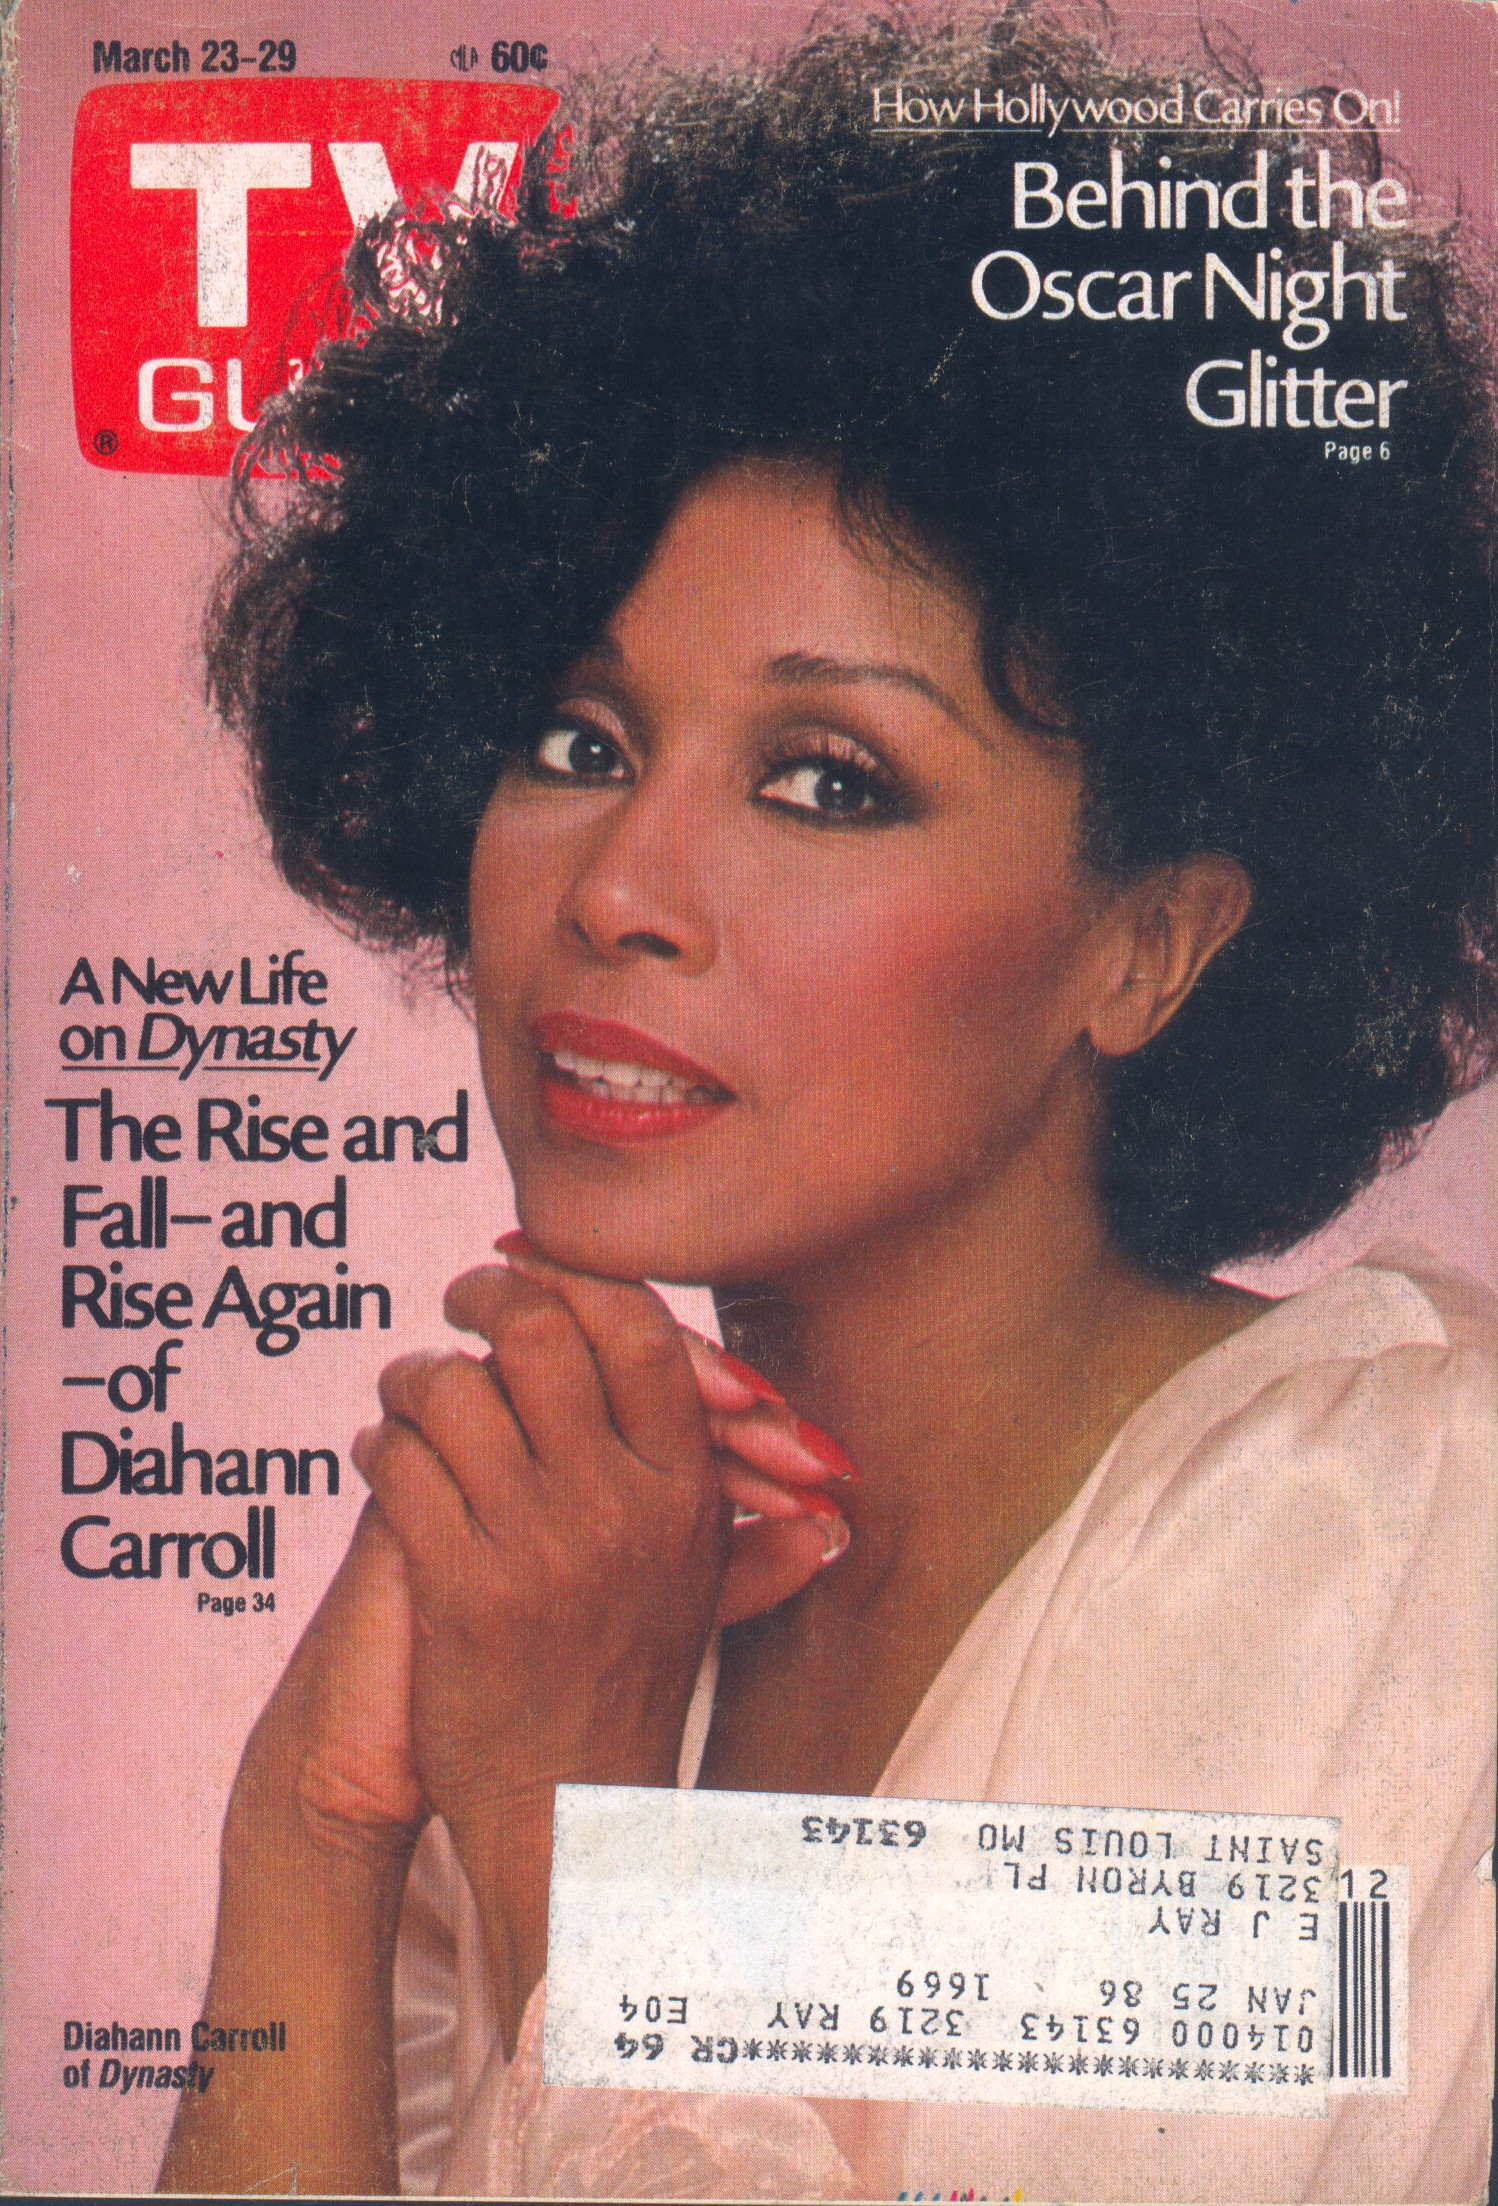 March 23-29
60¢
TV
GU
®
How Hollywood Carries On!
Behind the
Oscar Night
Glitter
Page 6
A New Life
on Dynasty
The Rise and
Fall-and
Rise Again
-of
Diahann
Carroll
Page 34
Diahann Carroll
of Dynasty
*******************************CR 64
014000 63143 3219 RAY E04
JAN 25 86 1669
E J RAY
3219 BYRON PL
SAINT LOUIS MO 63143
12